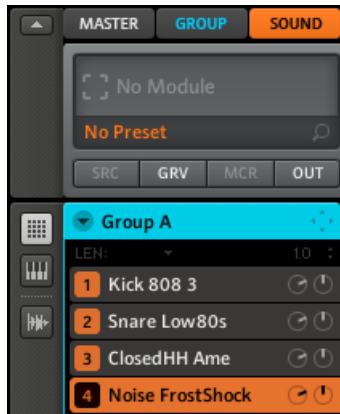 MASTER GROUP SOUND
No Module
No Preset
SRC GRV MCR OUT
Group A
LEN: 1.0
1 Kick 808 3
2 Snare Low80s
3 ClosedHH Ame
4 Noise FrostShock